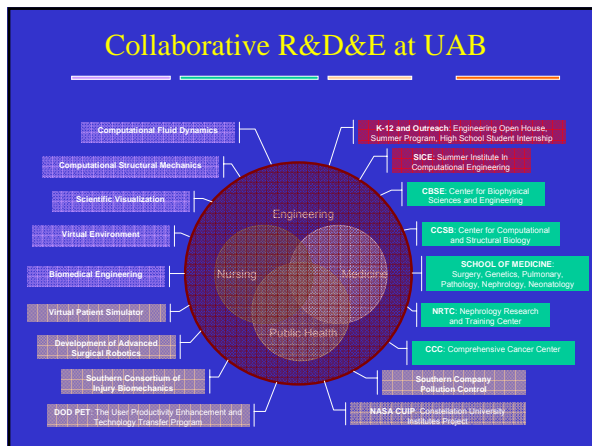 Collaborative R&D&E at UAB
Computational Fluid Dynamics
Computational Structural Mechanics
Scientific Visualization
Virtual Environment
Biomedical Engineering
Virtual Patient Simulator
Development of Advanced
Surgical Robotics
Southern Consortium of
Injury Biomechanics
DOD PET: The User Productivity Enhancement and
Technology Transfer Program
Engineering
Nursing
Medicine
Public Health
K-12 and Outreach: Engineering Open House,
Summer Program, High School Student Internship
SICE: Summer Institute In
Computational Engineering
CBSE: Center for Biophysical
Sciences and Engineering
CCSB: Center for Computational
and Structural Biology
SCHOOL OF MEDICINE:
Surgery, Genetics, Pulmonary,
Pathology, Nephrology, Neonatology
NRTC: Nephrology Research
and Training Center
CCC: Comprehensive Cancer Center
Southern Company
Pollution Control
NASA CUIP: Constellation University
Institutes Project